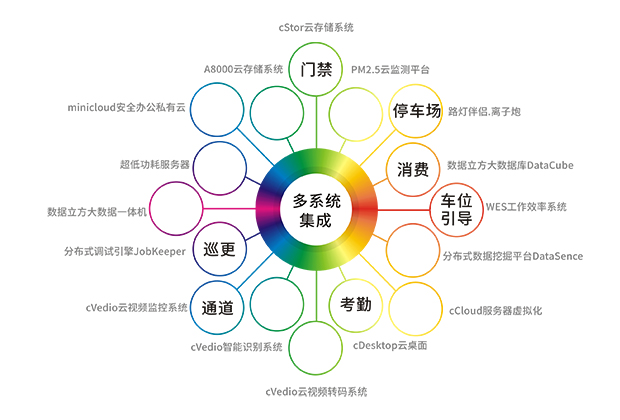 cStor云存储系统
门禁
A8000云存储系统
PM2.5云监测平台
minicloud安全办公私有云
停车场
路灯伴侣.离子炮
超低功耗服务器
消费
数据立方大数据库DataCube
多系统
集成
数据立方大数据一体机
车位
引导
WES工作效率系统
分布式调试引擎JobKeeper
巡更
分布式数据挖掘平台DataSence
cVedio云视频监控系统
通道
考勤
cCloud服务器虚拟化
cVedio智能识别系统
cDesktop云桌面
cVedio云视频转码系统